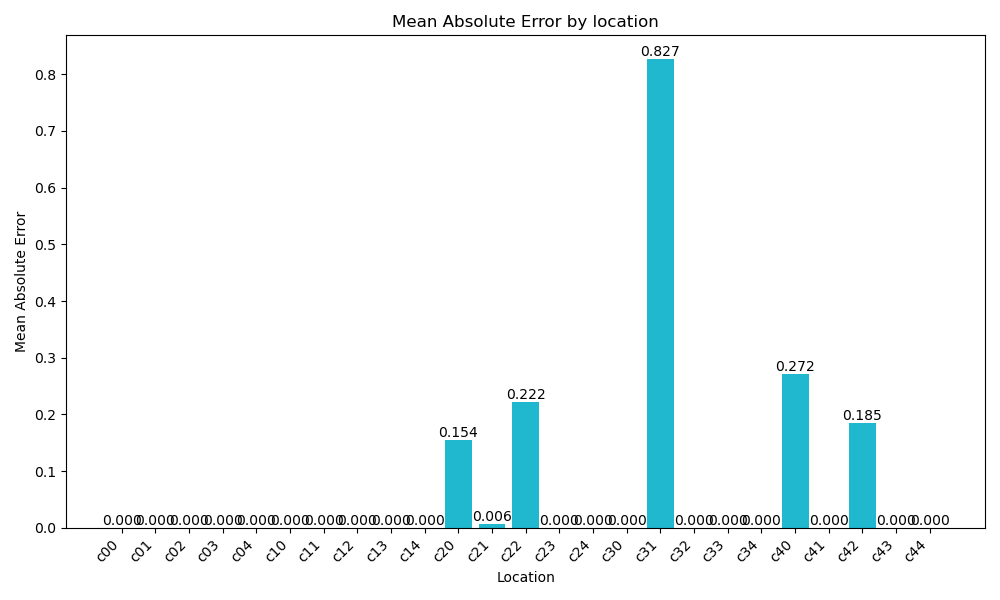 Mean Absolute Error by location
Mean Absolute Error
0.8
0.7
0.6
0.5
0.4
0.3
0.2
0.1
0.0
0.000 0.000 0.000 0.000 0.000 0.000 0.000 0.000 0.000 0.000 0.154 0.006 0.222 0.000 0.000 0.000 0.827 0.000 0.000 0.000 0.272 0.000 0.185 0.000 0.000
c00 c01 c02 c03 c04 c10 c11 c12 c13 c14 c20 c21 c22 c23 c24 c30 c31 c32 c33 c34 c40 c41 c42 c43 c44
Location